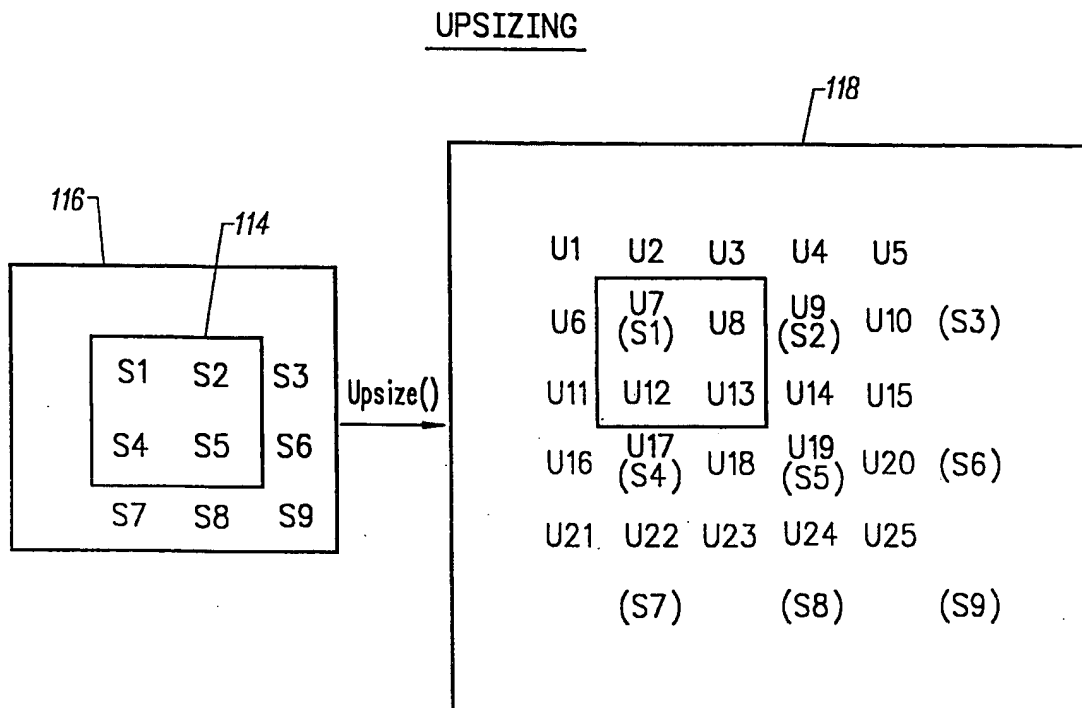 UPSIZING
118
116
114
U1 U2 U3 U4 U5
U6 U7 (S1) U8 U9 (S2) U10 (S3)
S1 S2 S3
Upsize()
U11 U12 U13 U14 U15
S4 S5 S6
U16 U17 (S4) U18 U19 (S5) U20 (S6)
S7 S8 S9
U21 U22 U23 U24 U25
(S7) (S8) (S9)